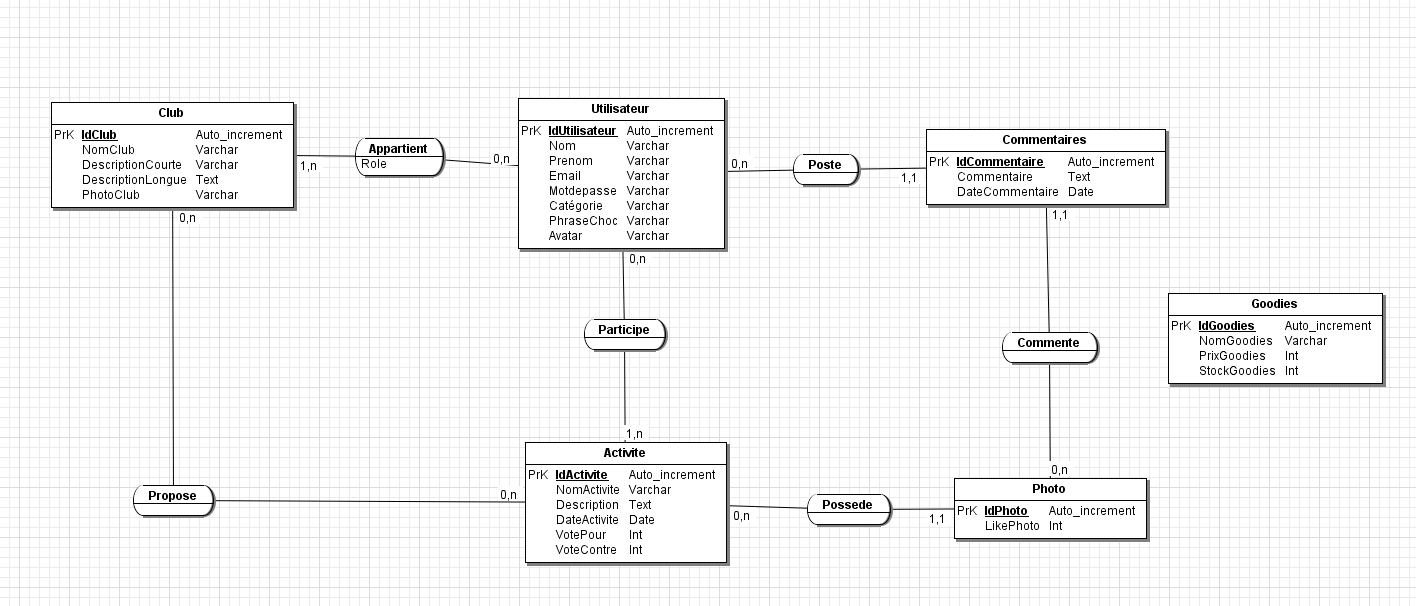 Club
PrK IdClub Auto_increment
NomClub Varchar
DescriptionCourte Varchar
DescriptionLongue Text
PhotoClub Varchar
1,n
0,n
Appartient
Role
0,n
Utilisateur
PrK IdUtilisateur Auto_increment
Nom Varchar
Prenom Varchar
Email Varchar
Motdepasse Varchar
Catégorie Varchar
PhraseChoc Varchar
Avatar Varchar
0,n
0,n
Poste
1,1
Commentaires
PrK IdCommentaire Auto_increment
Commentaire Text
DateCommentaire Date
1,1
Participe
1,n
Commente
0,n
Goodies
PrK IdGoodies Auto_increment
NomGoodies Varchar
PrixGoodies Int
StockGoodies Int
Propose
0,n
Activite
PrK IdActivite Auto_increment
NomActivite Varchar
Description Text
DateActivite Date
VotePour Int
VoteContre Int
0,n
Possede
1,1
Photo
PrK IdPhoto Auto_increment
LikePhoto Int